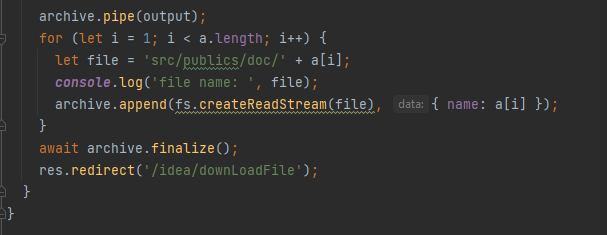 archive.pipe(output);
for (let i = 1; i < a.length; i++) {
let file = 'src/publics/doc/' + a[i];
console.log('file name: ', file);
archive.append(fs.createReadStream(file), data: { name: a[i] });
}
await archive.finalize();
res.redirect('/idea/downLoadFile');
}
}